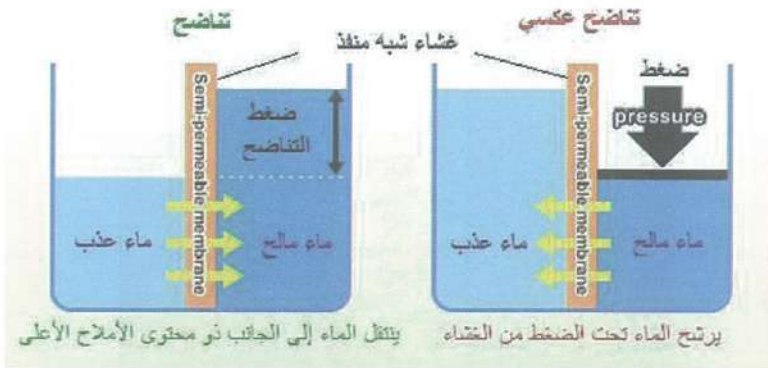 تناضح عكسي
تناضح
غشاء شبه منفذ
ضغط
pressure
Semi-permeable membrane
ماء عذب
ماء مالح
Semi-permeable membrane
ضغط
التناضح
ماء عذب
ماء مالح
يرشح الماء تحت الضغط من الغشاء
ينتقل الماء إلى الجانب ذو محتوى الأملاح الأعلى